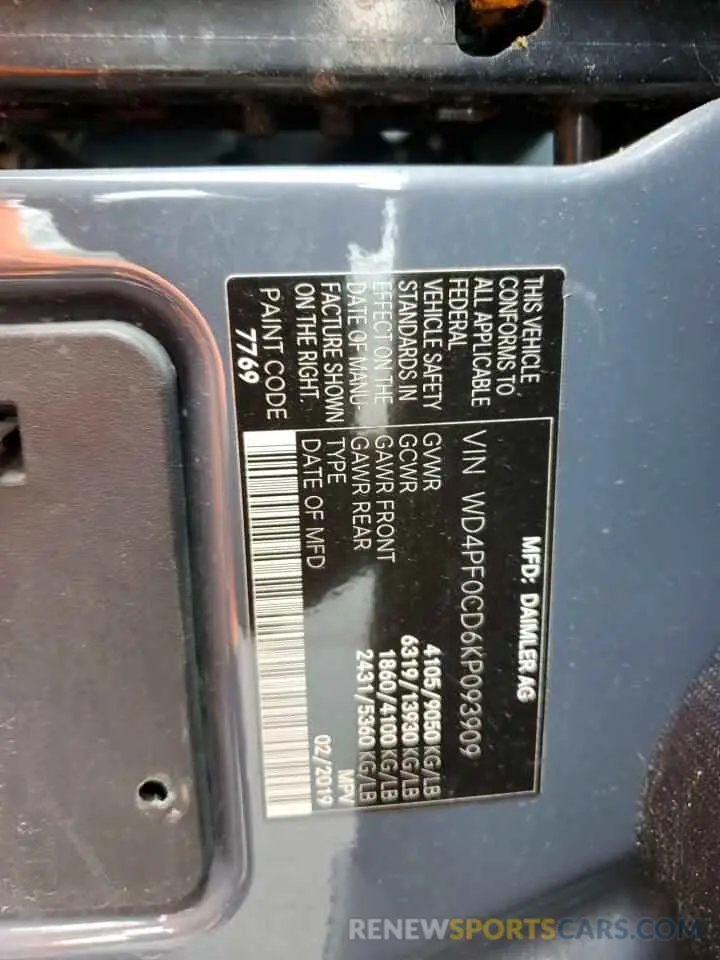 MFD: DAIMLER AG
THIS VEHICLE
CONFORMS TO
ALL APPLICABLE
FEDERAL
VEHICLE SAFETY
STANDARDS IN
EFFECT ON THE
DATE OF MANU-
FACTURE SHOWN
ON THE RIGHT.
PAINT CODE
7769
VIN WD4PF0CD6KP093909
GVWR 4105/9050 KG/LB
GCWR 6319/13930 KG/LB
GAWR FRONT 1860/4100 KG/LB
GAWR REAR 2431/5360 KG/LB
TYPE MPV
DATE OF MFD 02/2019
RENEWSPORTSCARS.COM